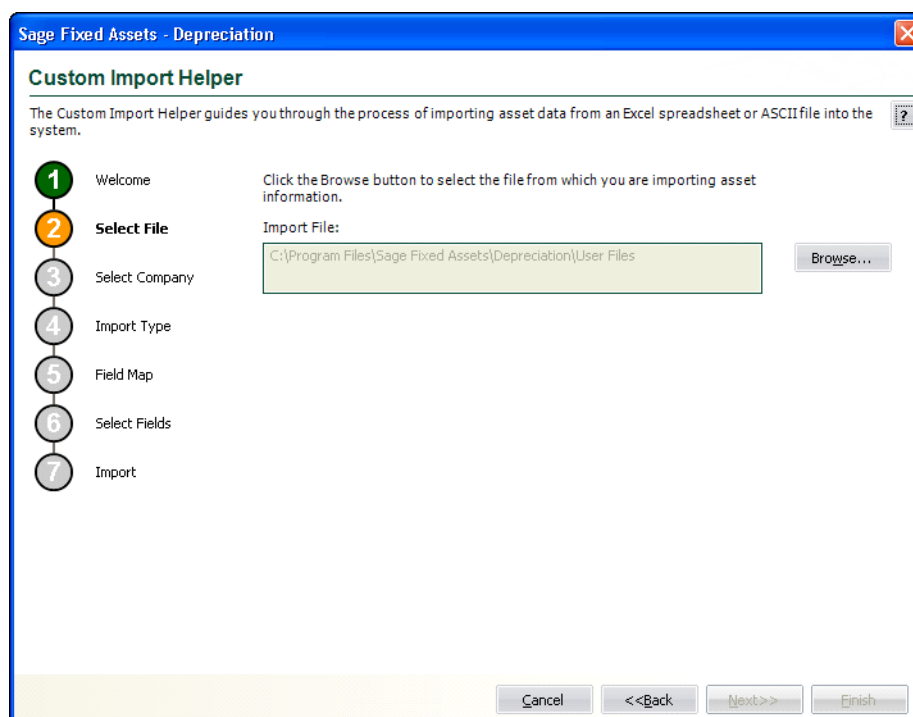 Sage Fixed Assets - Depreciation
Custom Import Helper
The Custom Import Helper guides you through the process of importing asset data from an Excel spreadsheet or ASCII file into the
system.
?
1 Welcome
Click the Browse button to select the file from which you are importing asset
information.
2 Select File
Import File:
C:\Program Files\Sage Fixed Assets\Depreciation\User Files
Browse...
3 Select Company
4 Import Type
5 Field Map
6 Select Fields
7 Import
Cancel <<Back Next>> Finish